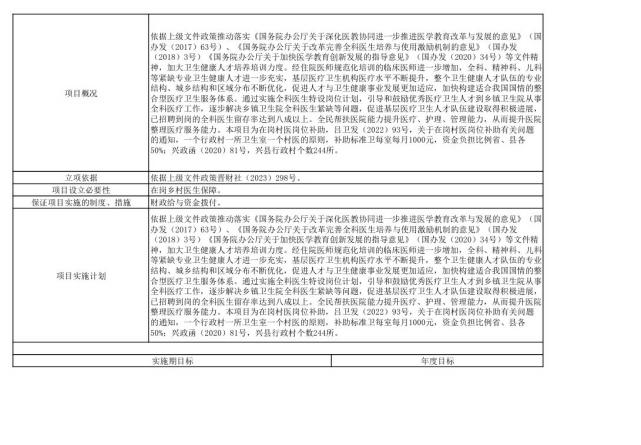 项目概况
依据上级文件政策推动落实《国务院办公厅关于深化医教协同进一步推进医学教育改革与发展的意见》（国
办发（2017）63号）、《国务院办公厅关于改革完善全科医生培养与使用激励机制的意见》（国办发
（2018）3号）《国务院办公厅关于加快医学教育创新发展的指导意见》（国办发（2020）34号）等文件精
神，加大卫生健康人才培养培训力度。经住院医师规范化培训的临床医师进一步增加，全科、精神科、儿科
等紧缺专业卫生健康人才进一步充实，基层医疗卫生机构医疗水平不断提升，整个卫生健康人才队伍的专业
结构、城乡结构和区域分布不断优化，促进人才与卫生健康事业发展更加适应，加快构建适合我国国情的整
合型医疗卫生服务体系。通过实施全科医生特设岗位计划，引导和鼓励优秀医疗卫生人才到乡镇卫生院从事
全科医疗工作，逐步解决乡镇卫生院全科医生紧缺等问题，促进基层医疗卫生人才队伍建设取得积极进展，
已招聘到岗的全科医生留存率达到八成以上。全民帮扶医院能力提升医疗、护理、管理能力，从而提升医院
整理医疗服务能力。本项目为在岗村医岗位补助，吕卫发（2022）93号，关于在岗村医岗位补助有关问题
的通知，一个行政村一所卫生室一个村医的原则，补助标准卫每室每月1000元，资金负担比例省、县各
50%；兴政函（2020）81号，兴县行政村个数244所。
立项依据
依据上级文件政策晋财社（2023）298号。
项目设立必要性
在岗乡村医生保障。
保证项目实施的制度、措施
财政给与资金拨付。
项目实施计划
依据上级文件政策推动落实《国务院办公厅关于深化医教协同进一步推进医学教育改革与发展的意见》（国
办发（2017）63号）、《国务院办公厅关于改革完善全科医生培养与使用激励机制的意见》（国办发
（2018）3号）《国务院办公厅关于加快医学教育创新发展的指导意见》（国办发（2020）34号）等文件精
神，加大卫生健康人才培养培训力度。经住院医师规范化培训的临床医师进一步增加，全科、精神科、儿科
等紧缺专业卫生健康人才进一步充实，基层医疗卫生机构医疗水平不断提升，整个卫生健康人才队伍的专业
结构、城乡结构和区域分布不断优化，促进人才与卫生健康事业发展更加适应，加快构建适合我国国情的整
合型医疗卫生服务体系。通过实施全科医生特设岗位计划，引导和鼓励优秀医疗卫生人才到乡镇卫生院从事
全科医疗工作，逐步解决乡镇卫生院全科医生紧缺等问题，促进基层医疗卫生人才队伍建设取得积极进展，
已招聘到岗的全科医生留存率达到八成以上。全民帮扶医院能力提升医疗、护理、管理能力，从而提升医院
整理医疗服务能力。本项目为在岗村医岗位补助，吕卫发（2022）93号，关于在岗村医岗位补助有关问题
的通知，一个行政村一所卫生室一个村医的原则，补助标准卫每室每月1000元，资金负担比例省、县各
50%；兴政函（2020）81号，兴县行政村个数244所。
实施期目标
年度目标